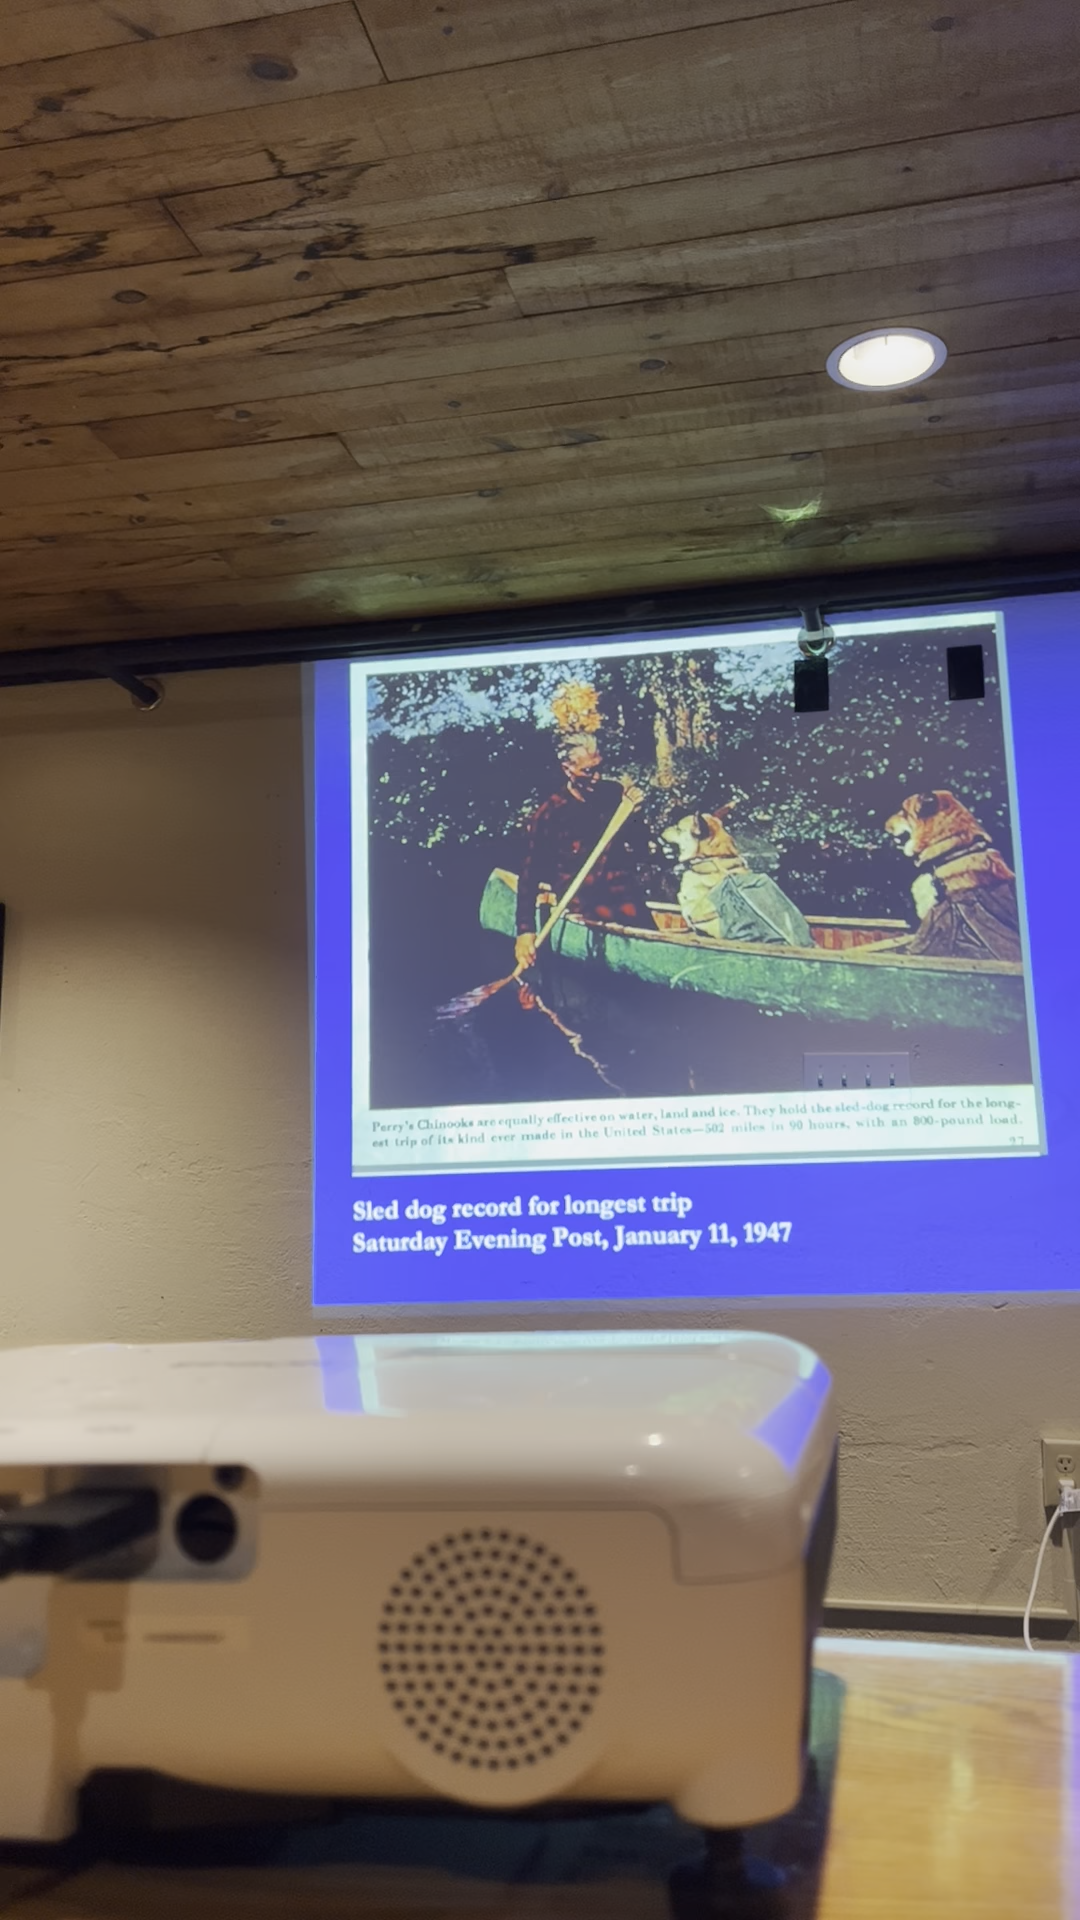 Perry's Chinooks are equally effective on water, land and ice. They hold the sled-dog record for the long-
est trip of its kind ever made in the United States—502 miles in 90 hours, with an 800-pound load.
27
Sled dog record for longest trip
Saturday Evening Post, January 11, 1947